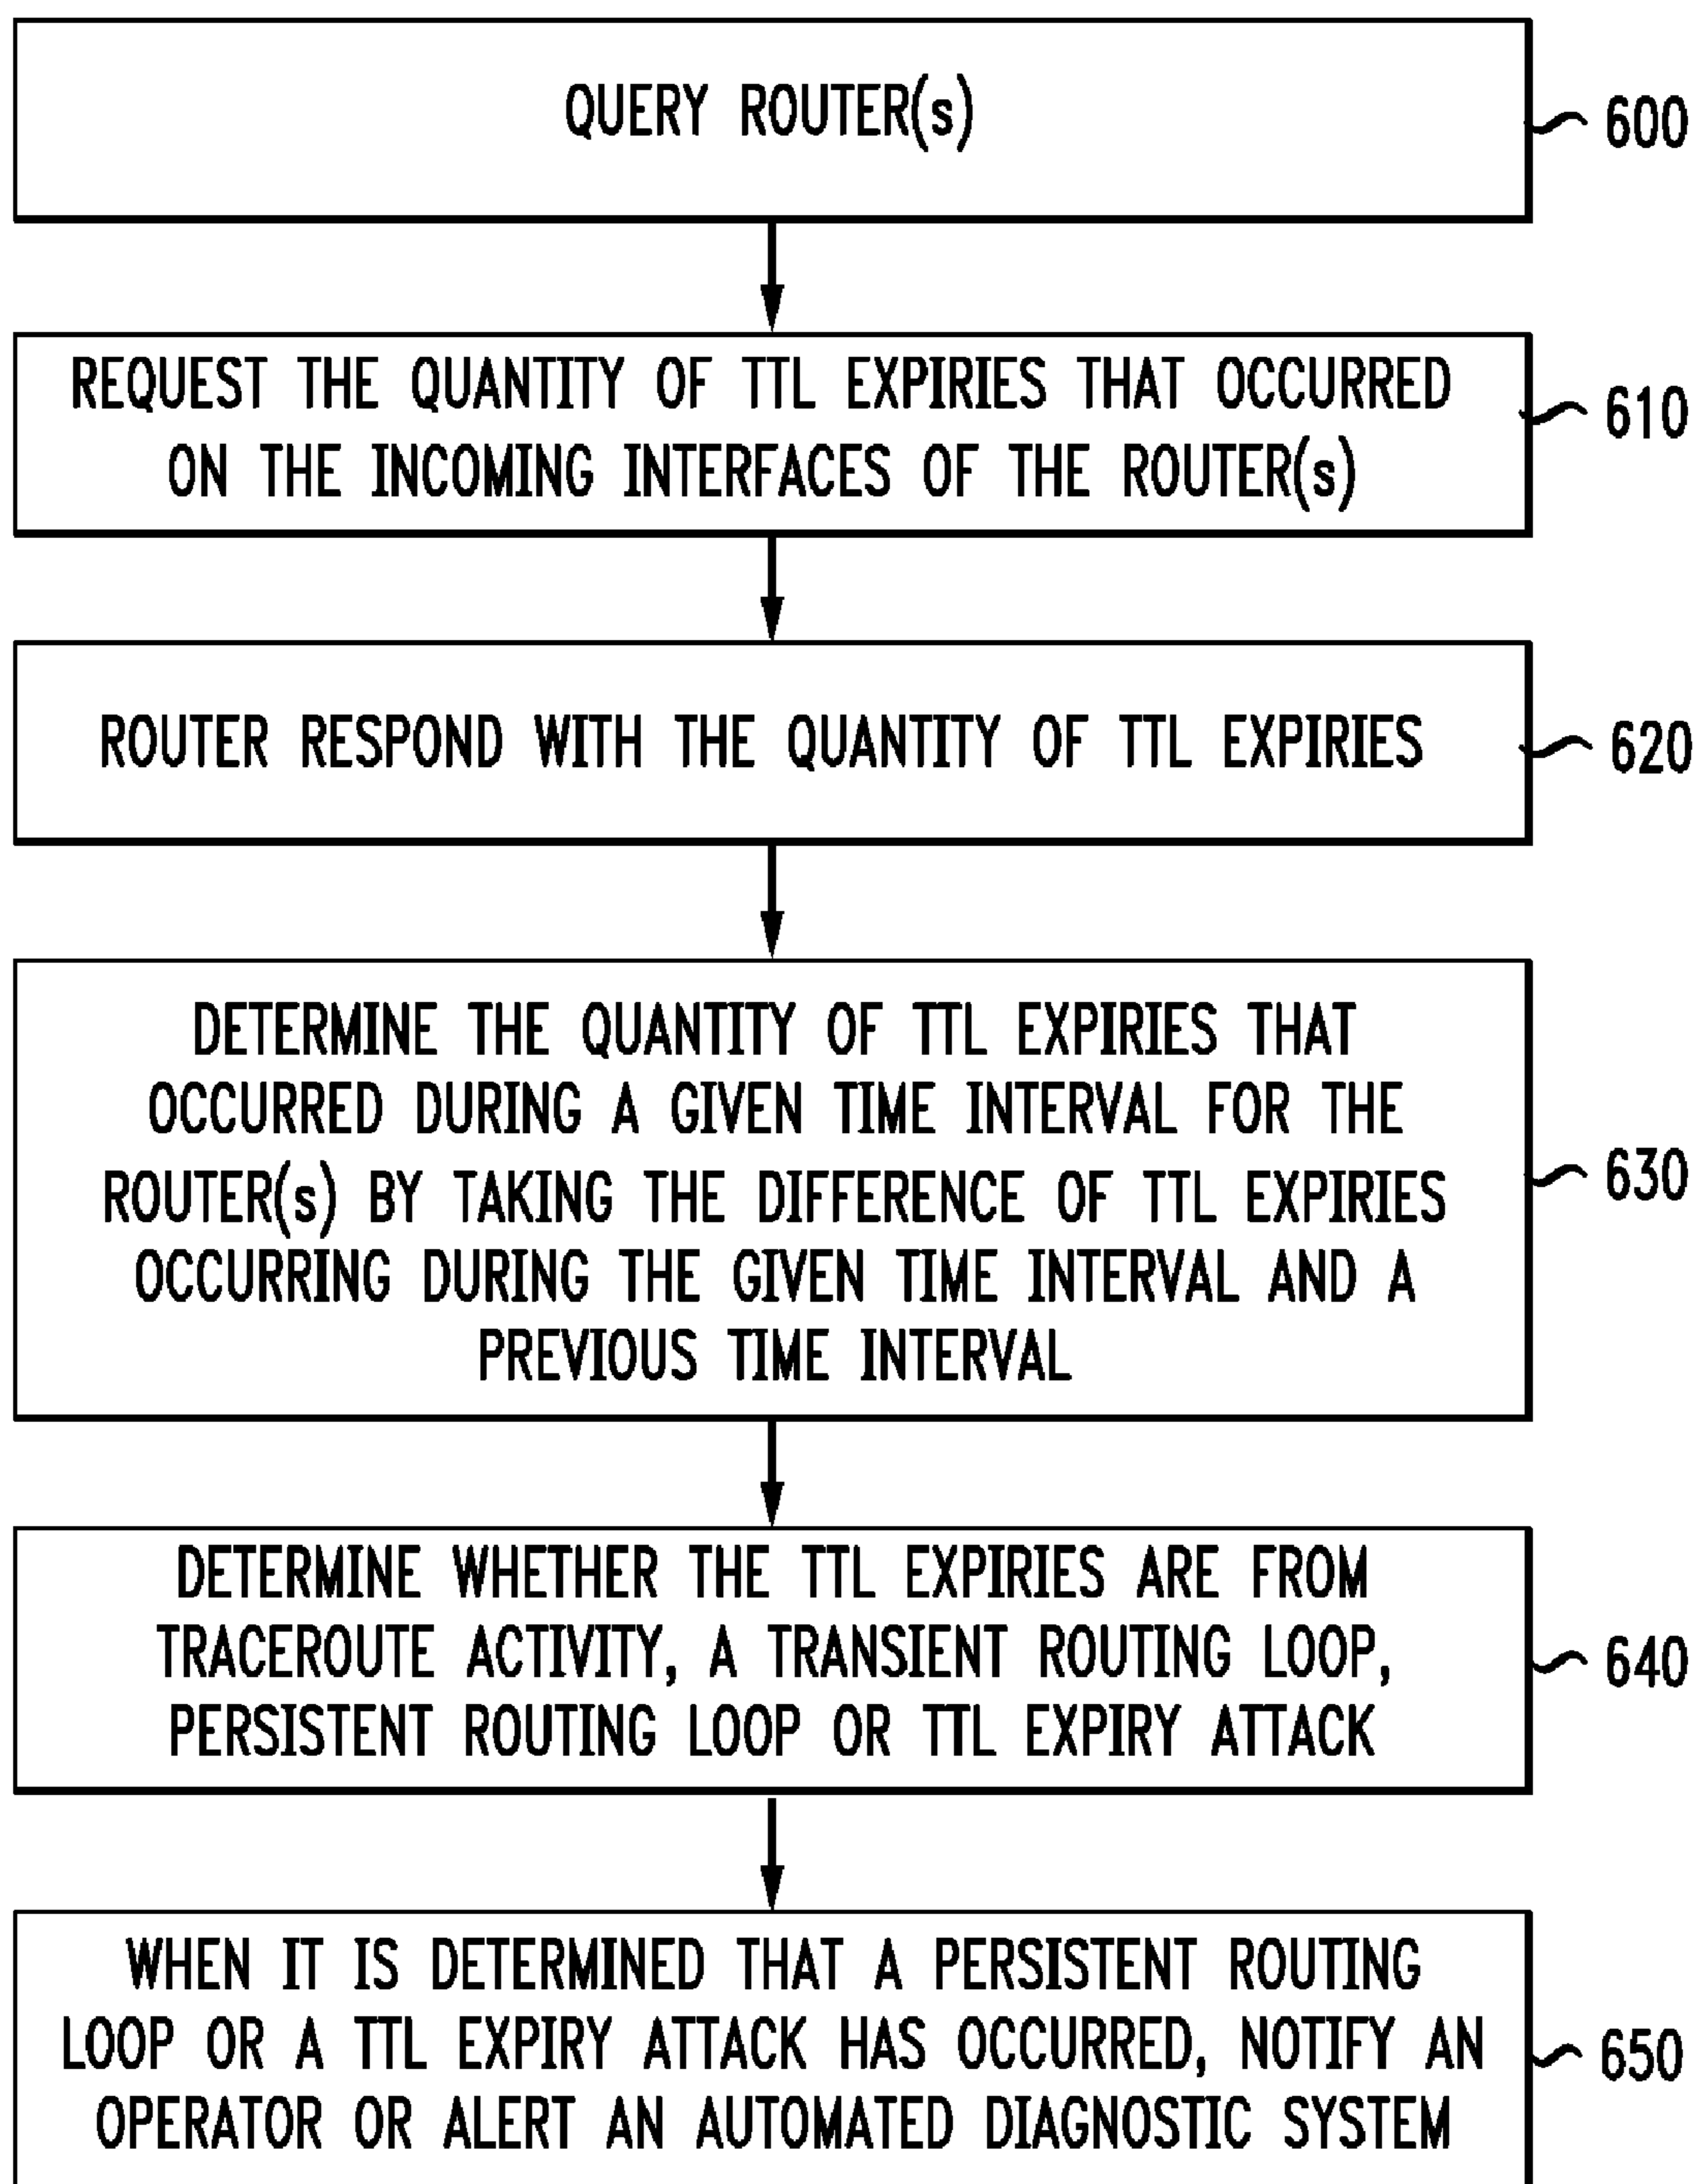 QUERY ROUTER(s)
600
REQUEST THE QUANTITY OF TTL EXPIRIES THAT OCCURRED
ON THE INCOMING INTERFACES OF THE ROUTER(s)
610
ROUTER RESPOND WITH THE QUANTITY OF TTL EXPIRIES
620
DETERMINE THE QUANTITY OF TTL EXPIRIES THAT
OCCURRED DURING A GIVEN TIME INTERVAL FOR THE
ROUTER(s) BY TAKING THE DIFFERENCE OF TTL EXPIRIES
OCCURRING DURING THE GIVEN TIME INTERVAL AND A
PREVIOUS TIME INTERVAL
630
DETERMINE WHETHER THE TTL EXPIRIES ARE FROM
TRACEROUTE ACTIVITY, A TRANSIENT ROUTING LOOP,
PERSISTENT ROUTING LOOP OR TTL EXPIRY ATTACK
640
WHEN IT IS DETERMINED THAT A PERSISTENT ROUTING
LOOP OR A TTL EXPIRY ATTACK HAS OCCURRED, NOTIFY AN
OPERATOR OR ALERT AN AUTOMATED DIAGNOSTIC SYSTEM
650